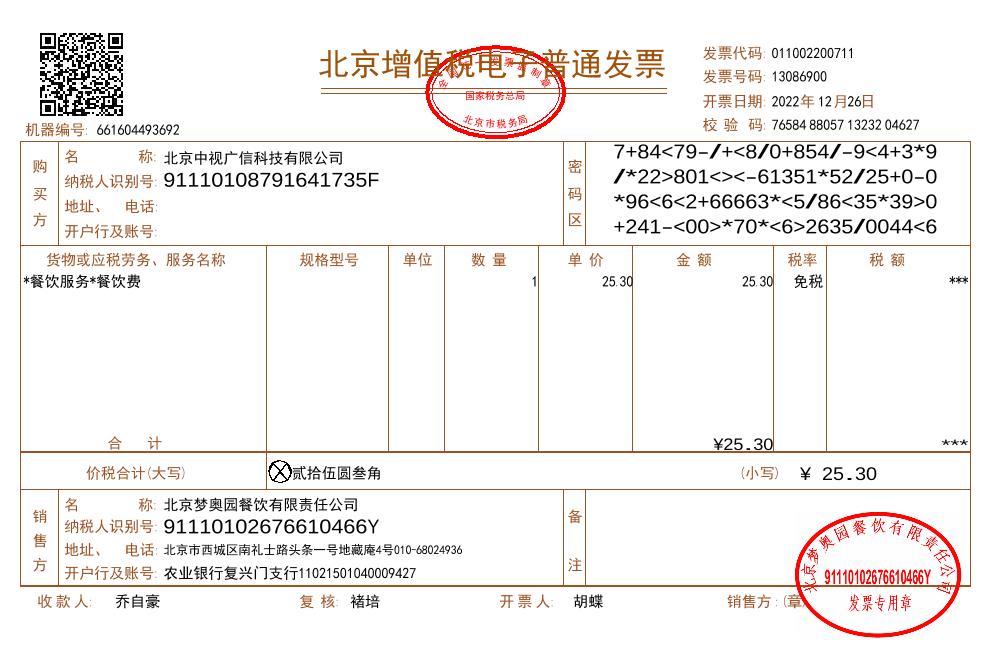 北京增值税电子普通发票
全国统一发票监制章
国家税务总局
北京市税务局
发票代码: 011002200711
发票号码: 13086900
开票日期: 2022年 12月26日
校 验 码: 76584 88057 13232 04627
机器编号: 661604493692
购买方
名 称: 北京中视广信科技有限公司
纳税人识别号: 91110108791641735F
地址、 电话:
开户行及账号:
密码区
7+84<79-/+<8/0+854/-9<4+3*9
/*22>801<><-61351*52/25+0-0
*96<6<2+66663*<5/86<35*39>0
+241-<00>*70*<6>2635/0044<6
货物或应税劳务、服务名称 规格型号 单位 数 量 单 价 金 额 税率 税 额
*餐饮服务*餐饮费 1 25.30 25.30 免税 ***
合 计 ¥25.30 ***
价税合计(大写) 贰拾伍圆叁角 (小写) ¥ 25.30
销售方
名 称: 北京梦奥园餐饮有限责任公司
纳税人识别号: 91110102676610466Y
地址、 电话: 北京市西城区南礼士路头条一号地藏庵4号010-68024936
开户行及账号: 农业银行复兴门支行11021501040009427
备注
收 款 人: 乔自豪 复 核: 褚培 开 票 人: 胡蝶 销售方:(章)
北京梦奥园餐饮有限责任公司
91110102676610466Y
发票专用章